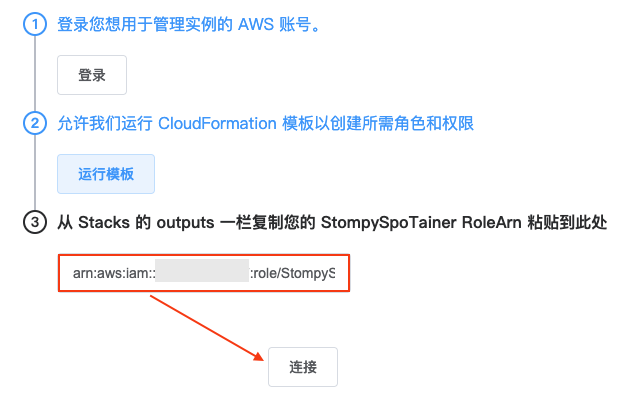 1 登录您想用于管理实例的 AWS 账号。
登录
2 允许我们运行 CloudFormation 模板以创建所需角色和权限
运行模板
3 从 Stacks 的 outputs 一栏复制您的 StompySpoTainer RoleArn 粘贴到此处
arn:aws:iam:: :role/StompyS
连接